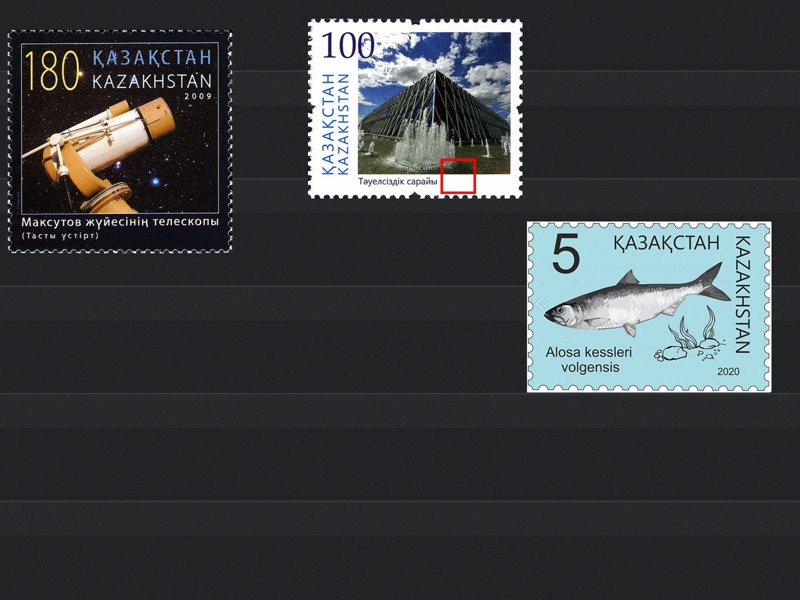 180
ҚАЗАҚСТАН
KAZAKHSTAN
2009
Максутов жүйесінің телескопы
(Тасты үстірт)
100
ҚАЗАҚСТАН
KAZAKHSTAN
Тәуелсіздік сарайы
5
ҚАЗАҚСТАН
KAZAKHSTAN
Alosa kessleri
volgensis
2020